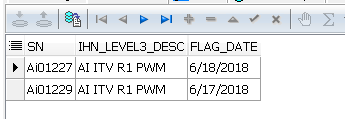 SN IHN_LEVEL3_DESC FLAG_DATE
Ai01227 AI ITV R1 PWM 6/18/2018
Ai01229 AI ITV R1 PWM 6/17/2018